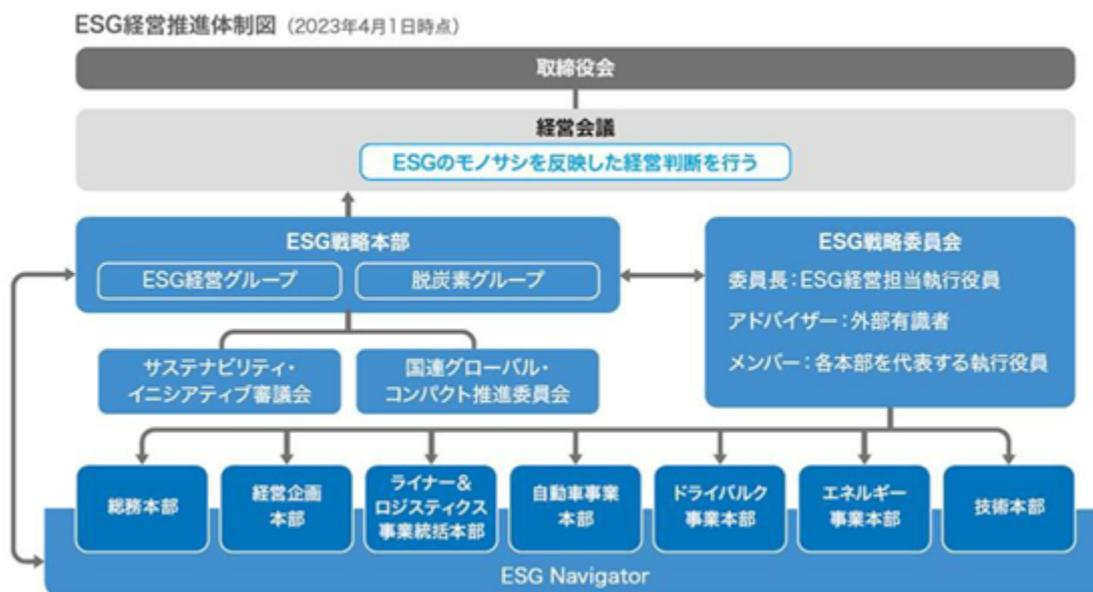 ESG経営推進体制図（2023年4月1日時点）
取締役会
経営会議
ESGのモノサシを反映した経営判断を行う
ESG戦略本部
ESG経営グループ
脱炭素グループ
ESG戦略委員会
委員長：ESG経営担当執行役員
アドバイザー：外部有識者
メンバー：各本部を代表する執行役員
サステナビリティ・
イニシアティブ審議会
国連グローバル・
コンパクト推進委員会
総務本部
経営企画
本部
ライナー＆
ロジスティクス
事業統括本部
自動車事業
本部
ドライバルク
事業本部
エネルギー
事業本部
技術本部
ESG Navigator